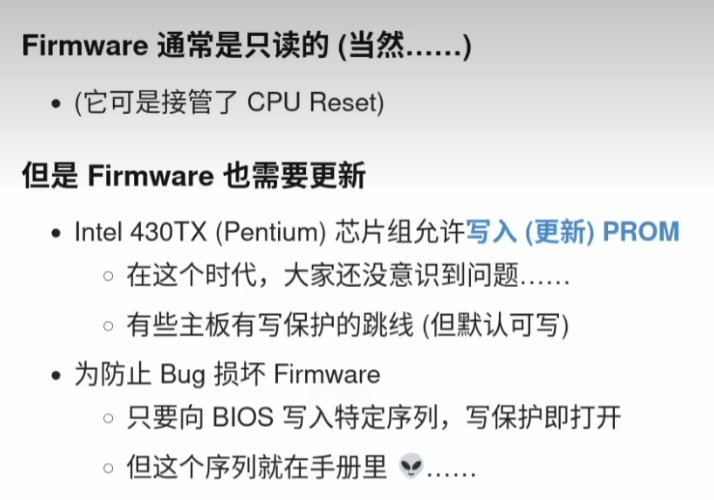 Firmware 通常是只读的 (当然……)
• (它可是接管了 CPU Reset)
但是 Firmware 也需要更新
• Intel 430TX (Pentium) 芯片组允许写入 (更新) PROM
◦ 在这个时代，大家还没意识到问题……
◦ 有些主板有写保护的跳线 (但默认可写)
• 为防止 Bug 损坏 Firmware
◦ 只要向 BIOS 写入特定序列，写保护即打开
◦ 但这个序列就在手册里 👽……